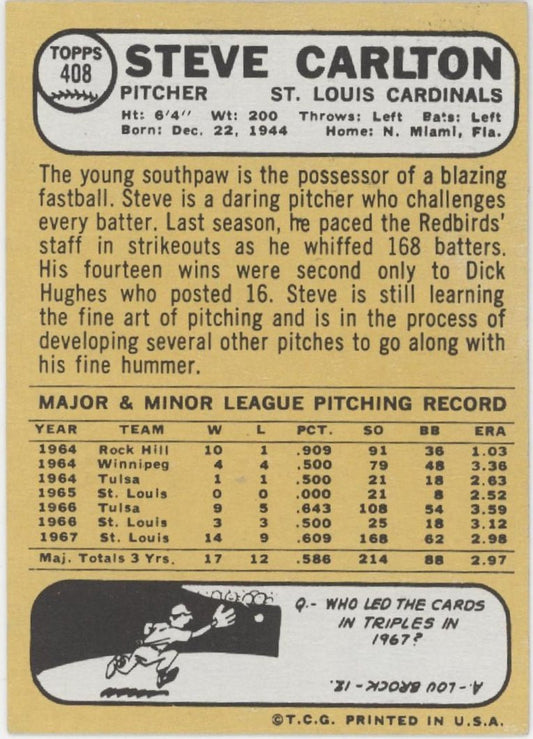 TOPPS
408
STEVE CARLTON
PITCHER ST. LOUIS CARDINALS
Ht: 6'4" Wt: 200 Throws: Left Bats: Left
Born: Dec. 22, 1944 Home: N. Miami, Fla.
The young southpaw is the possessor of a blazing
fastball. Steve is a daring pitcher who challenges
every batter. Last season, he paced the Redbirds'
staff in strikeouts as he whiffed 168 batters.
His fourteen wins were second only to Dick
Hughes who posted 16. Steve is still learning
the fine art of pitching and is in the process of
developing several other pitches to go along with
his fine hummer.
MAJOR & MINOR LEAGUE PITCHING RECORD
YEAR TEAM W L PCT. SO BB ERA
1964 Rock Hill 10 1 .909 91 36 1.03
1964 Winnipeg 4 4 .500 79 48 3.36
1964 Tulsa 1 1 .500 21 18 2.63
1965 St. Louis 0 0 .000 21 8 2.52
1966 Tulsa 9 5 .643 108 54 3.59
1966 St. Louis 3 3 .500 25 18 3.12
1967 St. Louis 14 9 .609 168 62 2.98
Maj. Totals 3 Yrs. 17 12 .586 214 88 2.97
Q.- WHO LED THE CARDS
IN TRIPLES IN
1967?
A.- LOU BROCK - 12.
©T.C.G. PRINTED IN U.S.A.